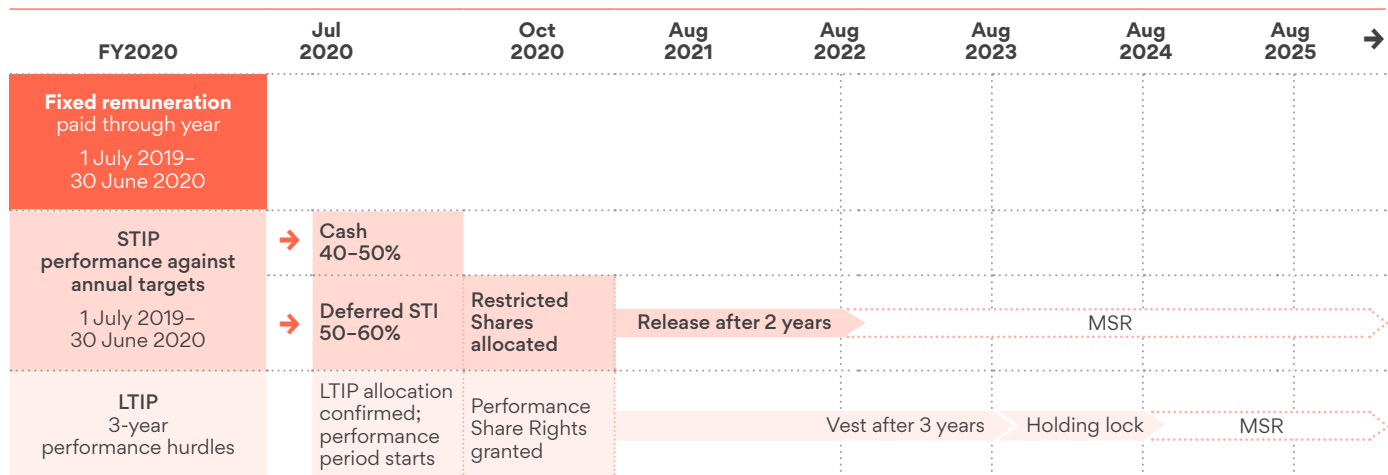 FY2020
Jul
2020
Oct
2020
Aug
2021
Aug
2022
Aug
2023
Aug
2024
Aug
2025
Fixed remuneration
paid through year
1 July 2019–
30 June 2020
STIP
performance against
annual targets
1 July 2019–
30 June 2020
Cash
40–50%
Deferred STI
50–60%
Restricted
Shares
allocated
Release after 2 years
MSR
LTIP
3-year
performance hurdles
LTIP allocation
confirmed;
performance
period starts
Performance
Share Rights
granted
Vest after 3 years
Holding lock
MSR